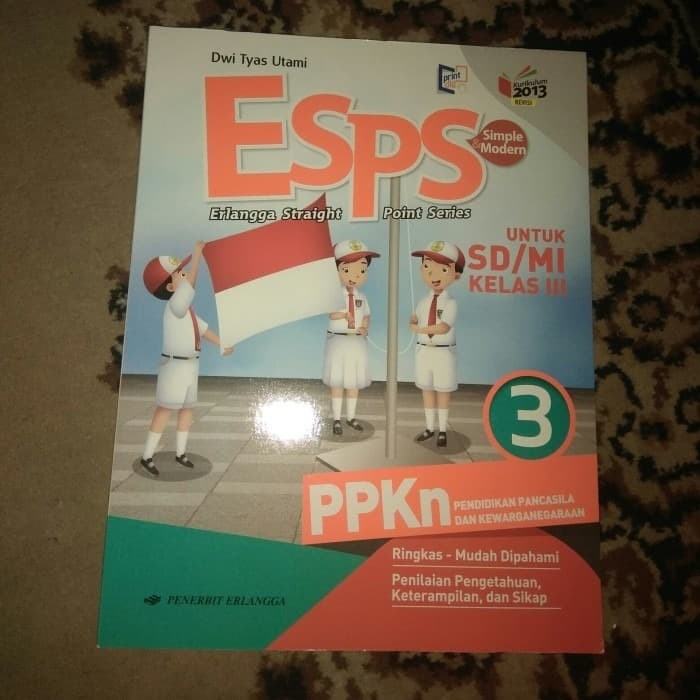 Dwi Tyas Utami
print
Kurikulum
2013
REVISI
ESPS
Simple
& Modern
Erlangga Straight Point Series
UNTUK
SD/MI
KELAS III
3
PPKn
PENDIDIKAN PANCASILA
DAN KEWARGANEGARAAN
Ringkas - Mudah Dipahami
Penilaian Pengetahuan,
Keterampilan, dan Sikap
PENERBIT ERLANGGA